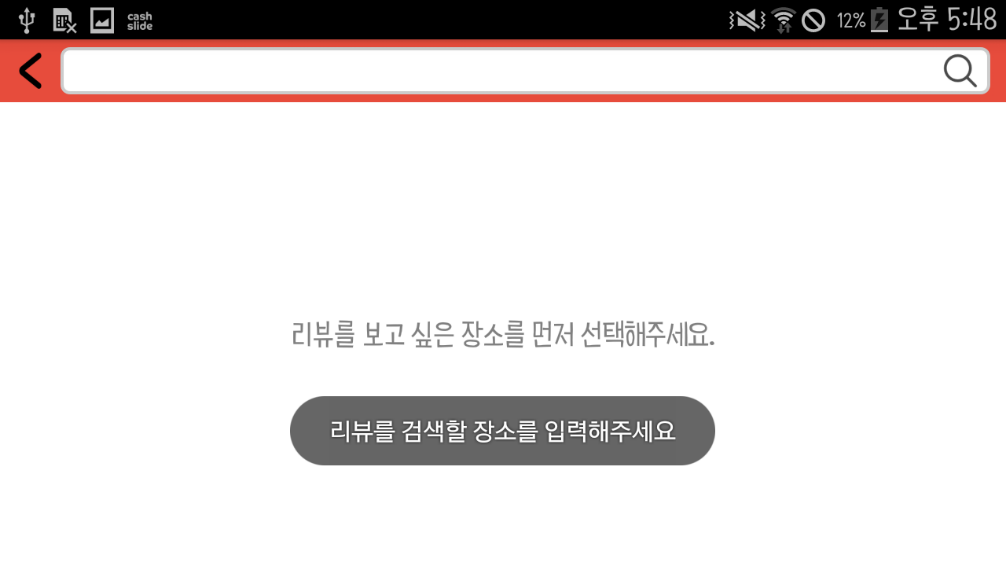 cash
slide
12% 오후 5:48
리뷰를 보고 싶은 장소를 먼저 선택해주세요.
리뷰를 검색할 장소를 입력해주세요